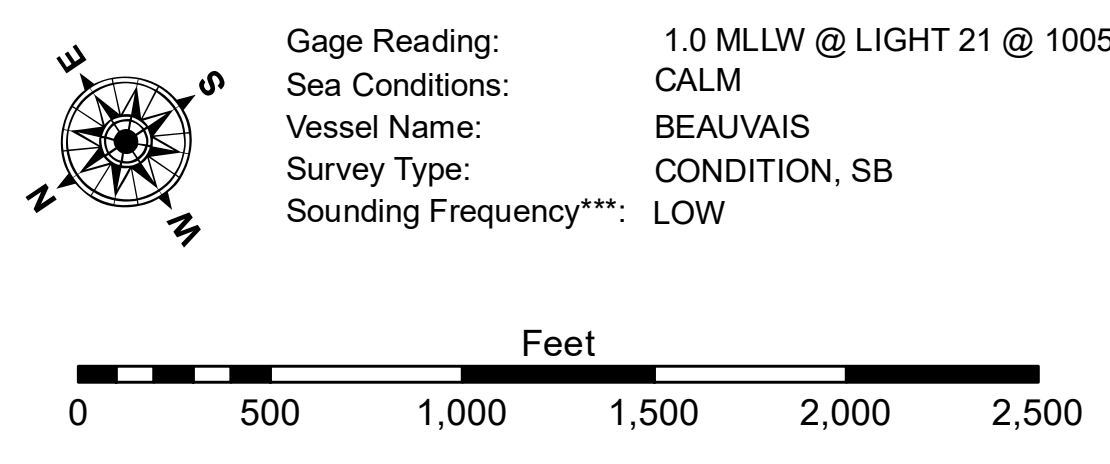 E
S
N
W
Gage Reading: 1.0 MLLW @ LIGHT 21 @ 1005
Sea Conditions: CALM
Vessel Name: BEAUVAIS
Survey Type: CONDITION, SB
Sounding Frequency***: LOW
Feet
0 500 1,000 1,500 2,000 2,500